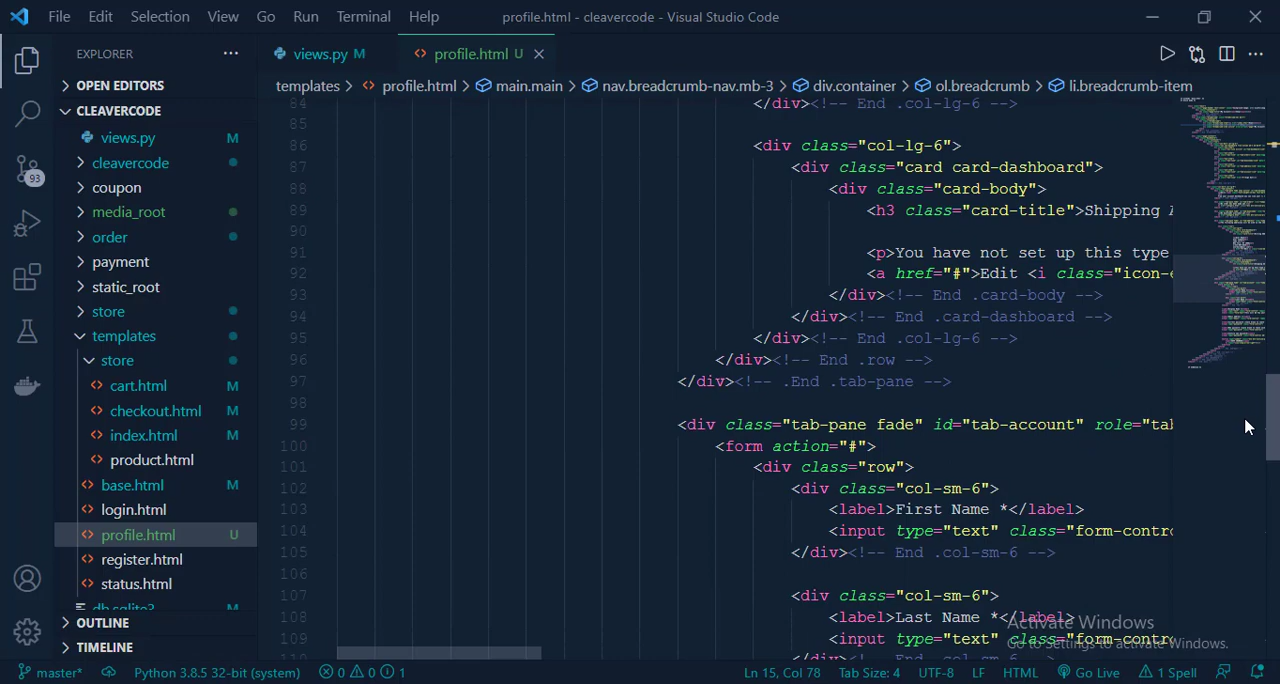 File Edit Selection View Go Run Terminal Help profile.html - cleavercode - Visual Studio Code
EXPLORER
views.py M
profile.html U
OPEN EDITORS
templates > profile.html > main.main > nav.breadcrumb-nav.mb-3 > div.container > ol.breadcrumb > li.breadcrumb-item
CLEAVERCODE
views.py M
cleavercode
93
coupon
media_root
order
payment
static_root
store
templates
store
cart.html M
checkout.html M
index.html M
product.html
base.html M
login.html
profile.html U
register.html
status.html
db.sqlite3 M
OUTLINE
TIMELINE
84 </div><!-- End .col-lg-6 -->
85
86 <div class="col-lg-6">
87 <div class="card card-dashboard">
88 <div class="card-body">
89 <h3 class="card-title">Shipping
90
91 <p>You have not set up this type
92 <a href="#">Edit <i class="icon-e
93 </div><!-- End .card-body -->
94 </div><!-- End .card-dashboard -->
95 </div><!-- End .col-lg-6 -->
96 </div><!-- End .row -->
97 </div><!-- .End .tab-pane -->
98
99 <div class="tab-pane fade" id="tab-account" role="tab
100 <form action="#">
101 <div class="row">
102 <div class="col-sm-6">
103 <label>First Name *</label>
104 <input type="text" class="form-contro
105 </div><!-- End .col-sm-6 -->
106
107 <div class="col-sm-6">
108 <label>Last Name *</label>
109 <input type="text" class="form-contro
110 </div><!-- End .col-sm-6 -->
Activate Windows
Go to Settings to activate Windows.
master* Python 3.8.5 32-bit (system) 0 0 1 Ln 15, Col 78 Tab Size: 4 UTF-8 LF HTML Go Live 1 Spell